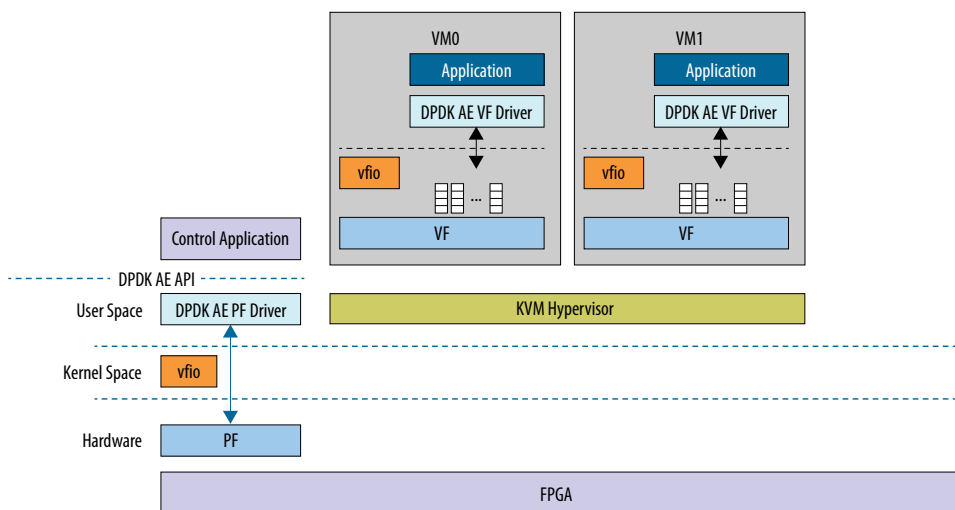 VM0
VM1
Application
Application
DPDK AE VF Driver
DPDK AE VF Driver
vfio
vfio
...
...
VF
VF
Control Application
DPDK AE API
User Space
DPDK AE PF Driver
KVM Hypervisor
Kernel Space
vfio
Hardware
PF
FPGA